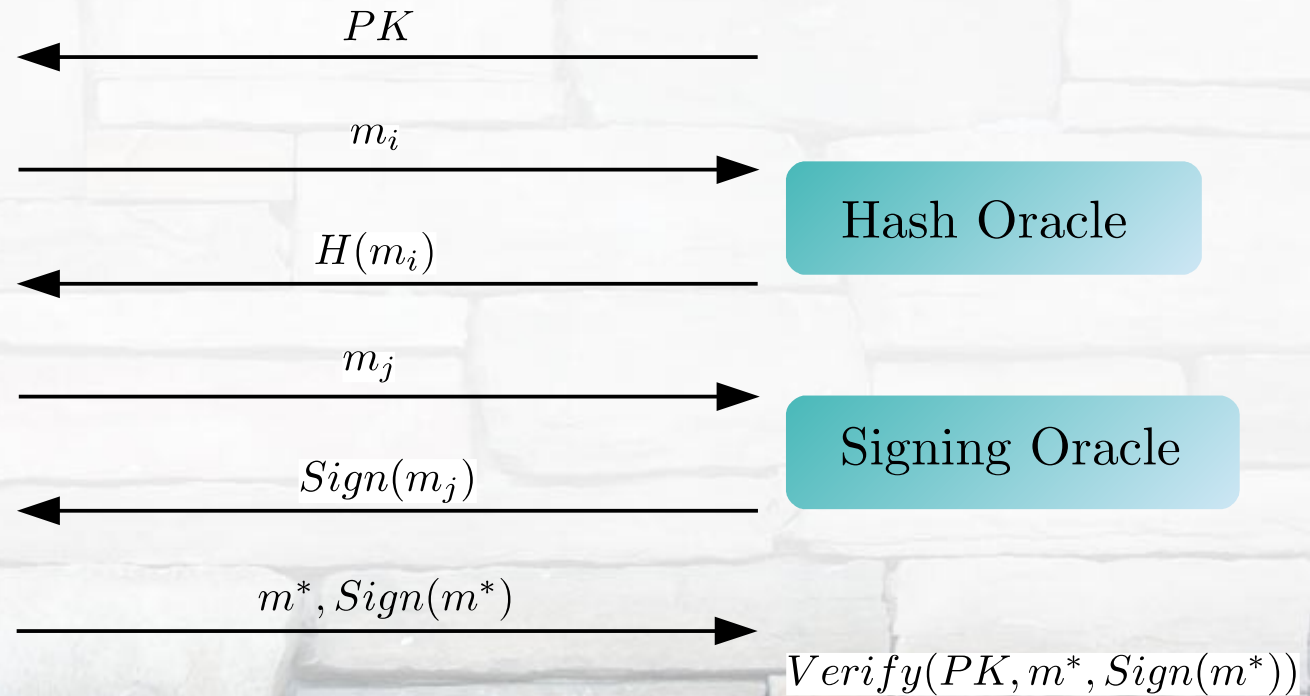 PK
m_i
Hash Oracle
H(m_i)
m_j
Signing Oracle
Sign(m_j)
m*, Sign(m*)
Verify(PK, m*, Sign(m*))